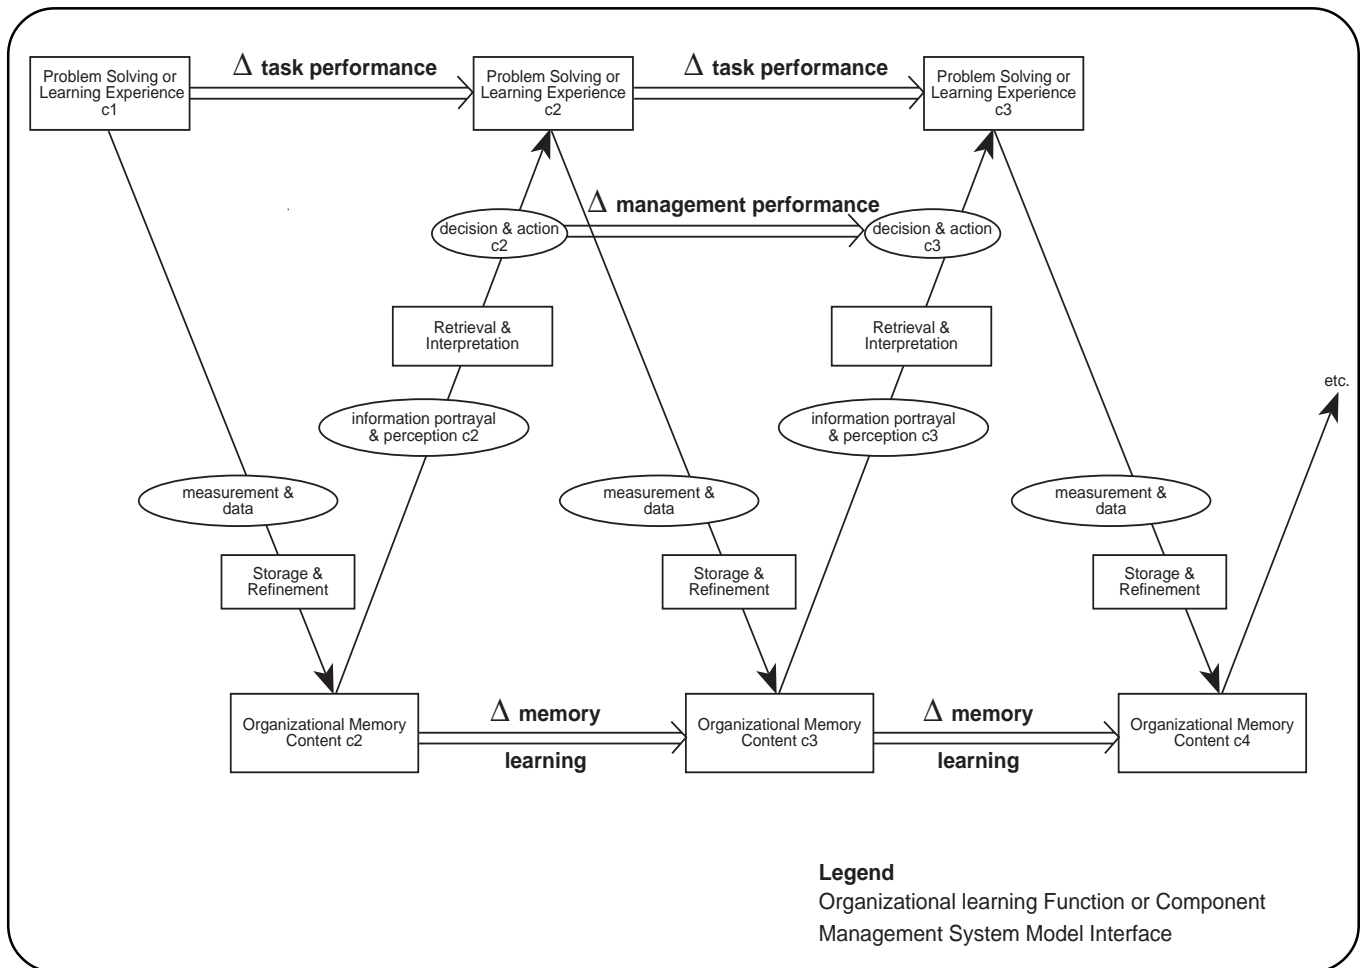 Δ task performance
Δ task performance
Problem Solving or
Learning Experience
c1
Problem Solving or
Learning Experience
c2
Problem Solving or
Learning Experience
c3
Δ management performance
decision & action
c2
decision & action
c3
Retrieval &
Interpretation
Retrieval &
Interpretation
etc.
information portrayal
& perception c2
information portrayal
& perception c3
measurement &
data
measurement &
data
measurement &
data
Storage &
Refinement
Storage &
Refinement
Storage &
Refinement
Organizational Memory
Content c2
Δ memory
learning
Organizational Memory
Content c3
Δ memory
learning
Organizational Memory
Content c4
Legend
Organizational learning Function or Component
Management System Model Interface